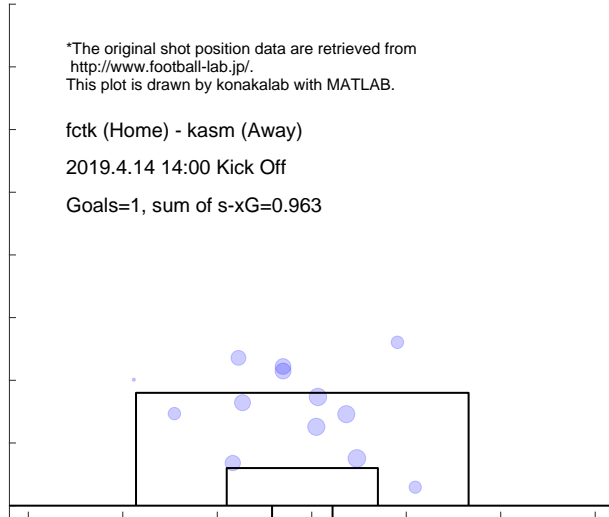 *The original shot position data are retrieved from
http://www.football-lab.jp/.
This plot is drawn by konakalab with MATLAB.
fctk (Home) - kasm (Away)
2019.4.14 14:00 Kick Off
Goals=1, sum of s-xG=0.963